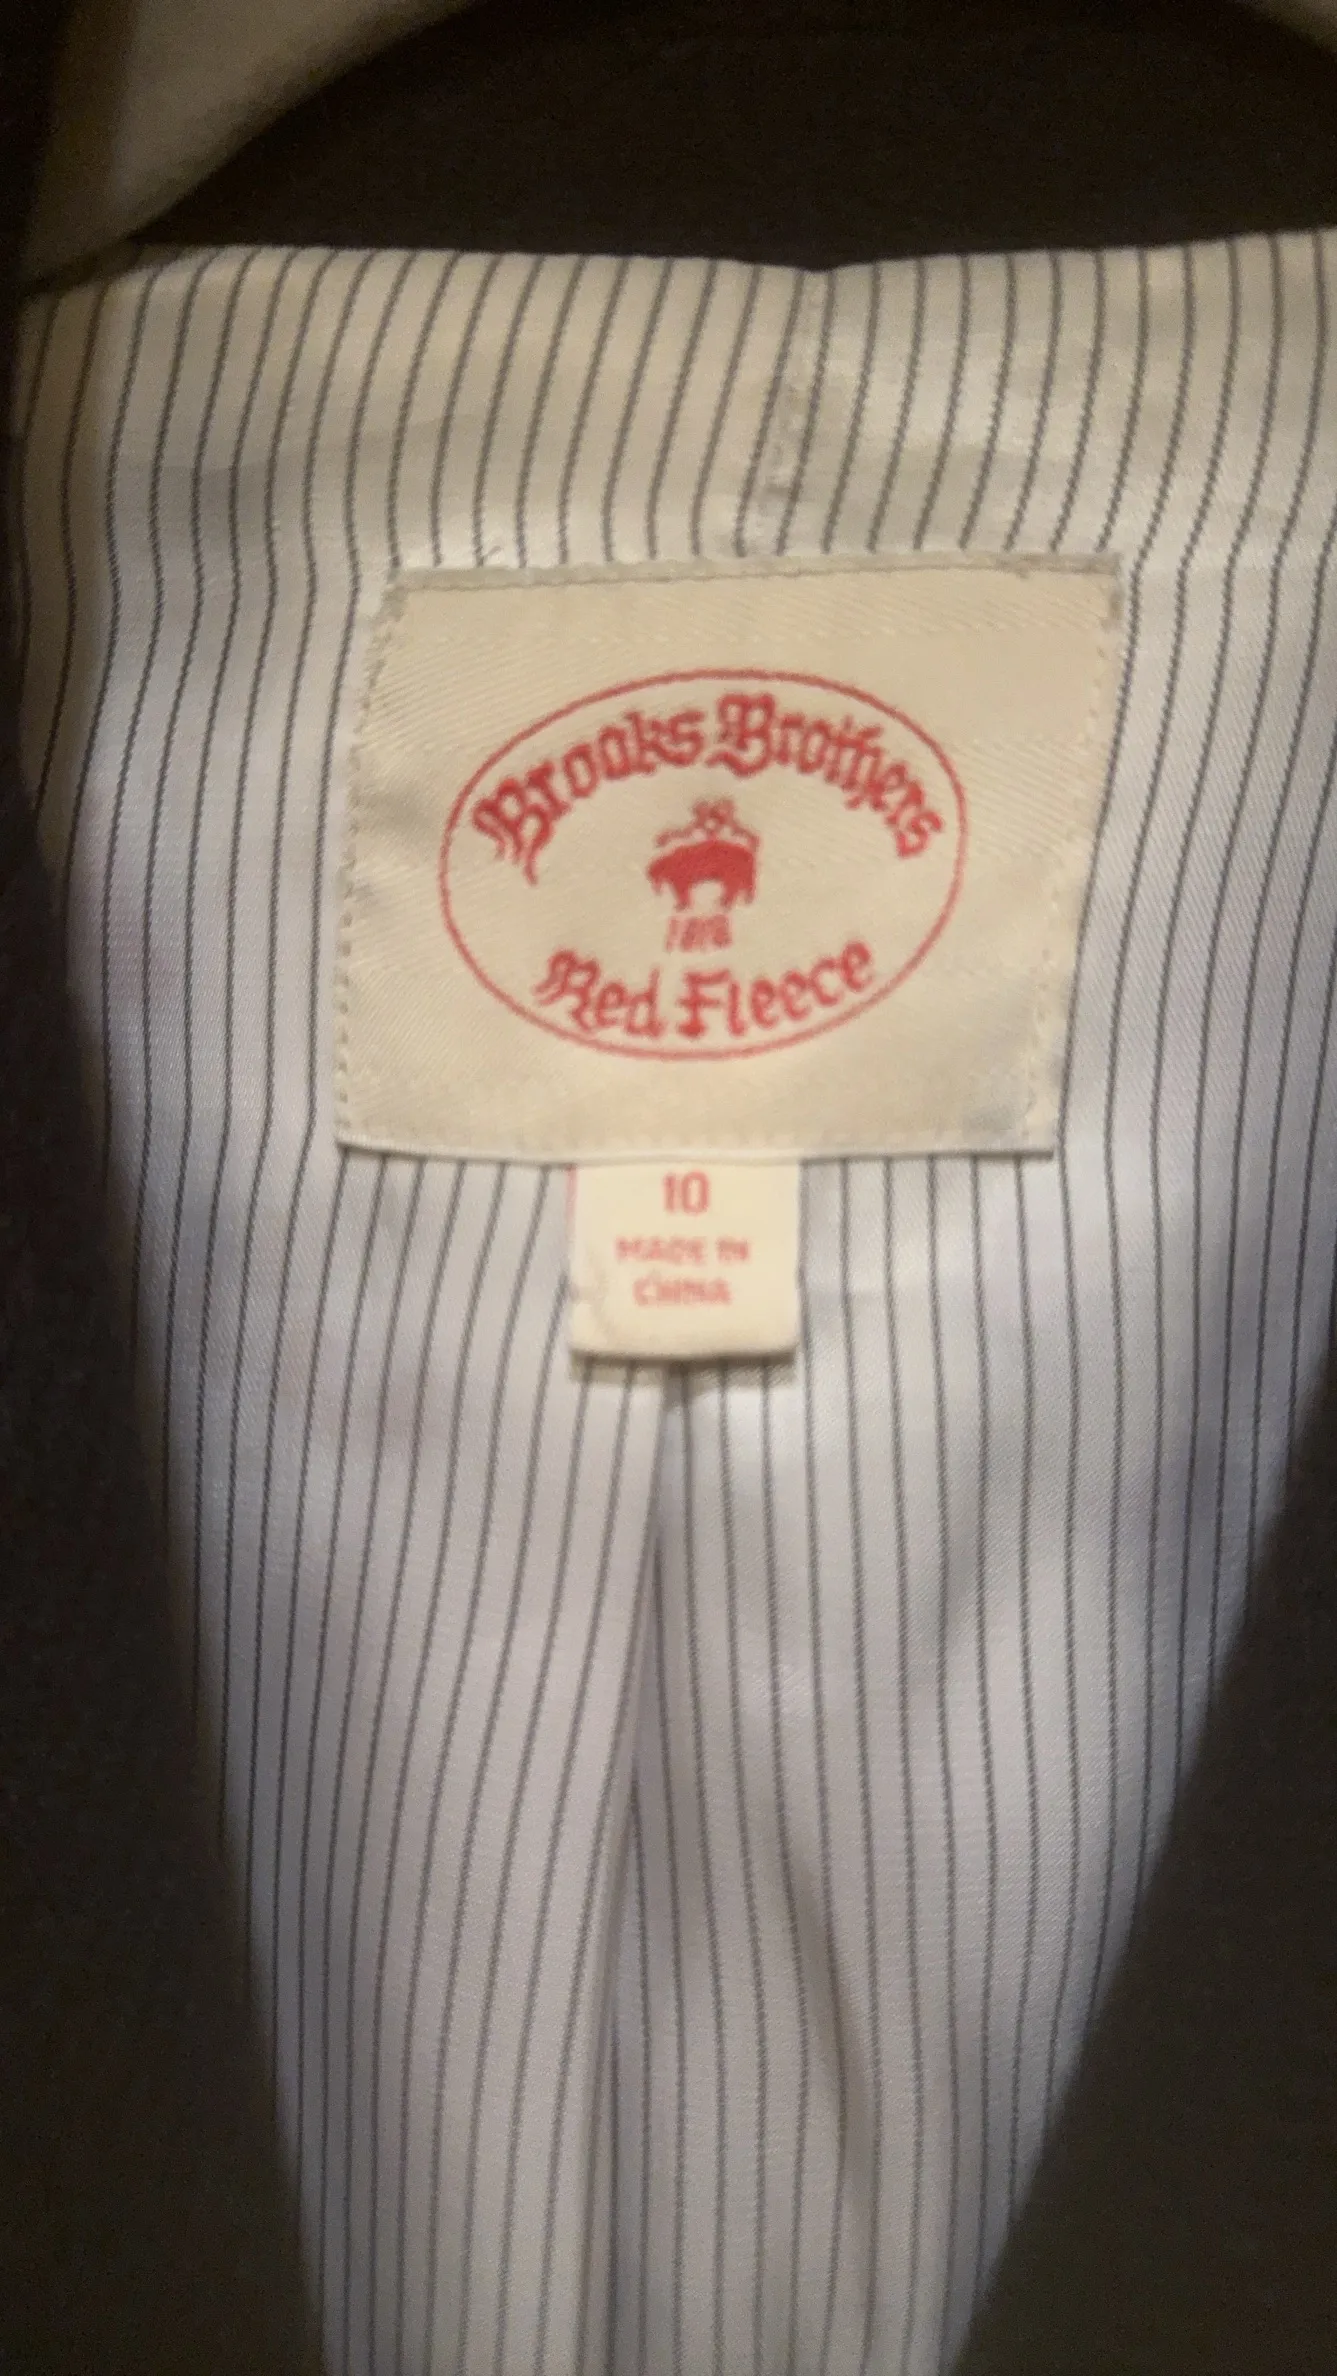 Brooks Brothers
1818
Red Fleece
10
MADE IN
CHINA